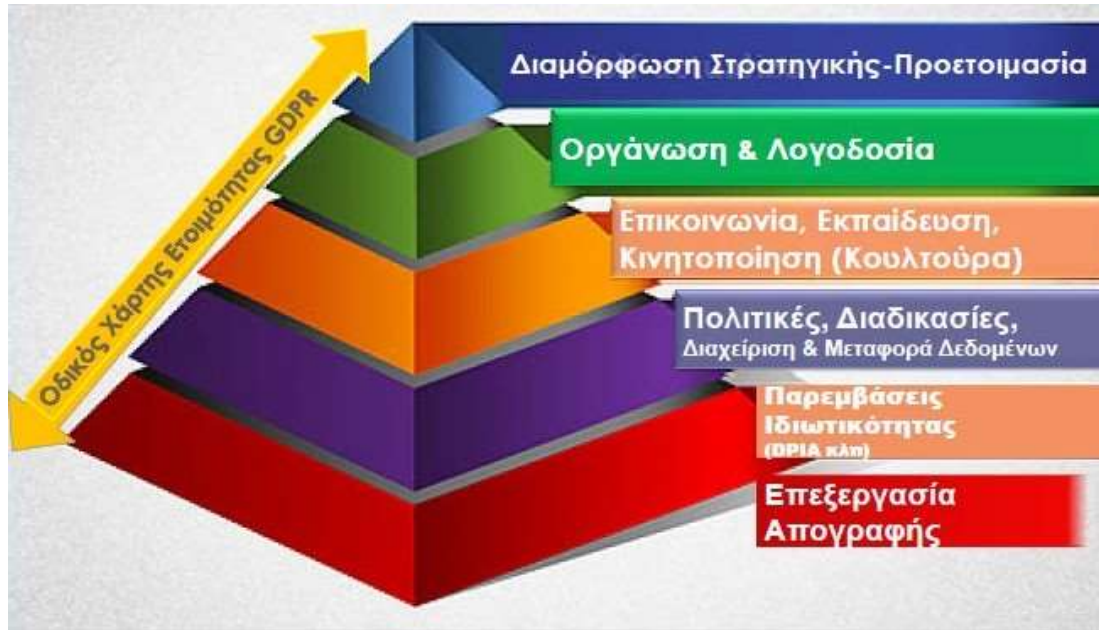 Οδικός Χάρτης Ετοιμότητας GDPR
Διαμόρφωση Στρατηγικής-Προετοιμασία
Οργάνωση & Λογοδοσία
Επικοινωνία, Εκπαίδευση,
Κινητοποίηση (Κουλτούρα)
Πολιτικές, Διαδικασίες,
Διαχείριση & Μεταφορά Δεδομένων
Παρεμβάσεις
Ιδιωτικότητας
(DPIA κλπ)
Επεξεργασία
Απογραφής